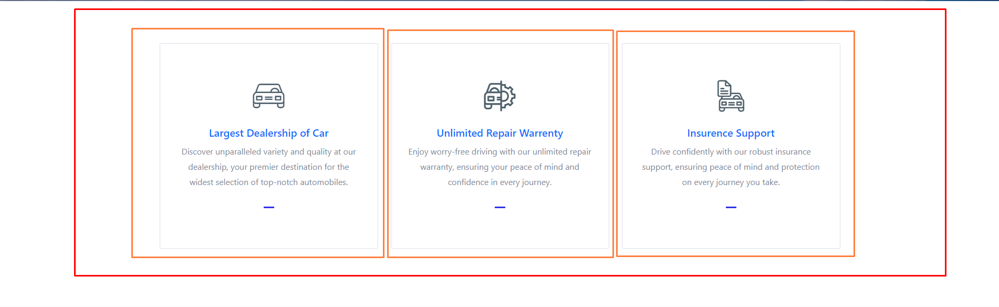 Largest Dealership of Car
Discover unparalleled variety and quality at our
dealership, your premier destination for the
widest selection of top-notch automobiles.
Unlimited Repair Warrenty
Enjoy worry-free driving with our unlimited repair
warranty, ensuring your peace of mind and
confidence in every journey.
Insurence Support
Drive confidently with our robust insurance
support, ensuring peace of mind and protection
on every journey you take.